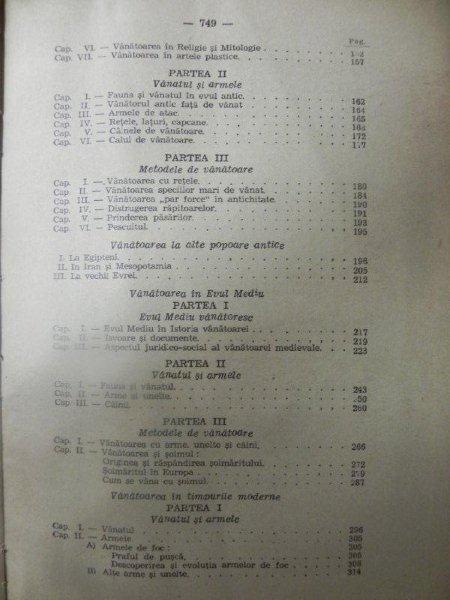 — 749 —
Pag.
Cap. VI. — Vânătoarea în Religie și Mitologie
Cap. VII. — Vânătoarea în artele plastice. 157
PARTEA II
Vânatul și armele
Cap. I. — Fauna și vânatul în evul antic. 162
Cap. II. — Vânătorul antic față de vânat 164
Cap. III. — Armele de atac. 165
Cap. IV. — Rețele, lațuri, capcane. 168
Cap. V. — Câinele de vânătoare. 172
Cap. VI. — Calul de vânătoare. 177
PARTEA III
Metodele de vânătoare
Cap. I. — Vânătoarea cu rețele. 180
Cap. II. — Vânătoarea speciilor mari de vânat. 184
Cap. III. — Vânătoarea „par force" în antichitate. 190
Cap. IV. — Distrugerea răpitoarelor. 191
Cap. V. — Prinderea păsărilor. 193
Cap. VI. — Pescuitul. 195
Vânătoarea la alte popoare antice
I. La Egipteni. 196
II. În Iran și Mesopotamia 205
III. La vechii Evrei. 212
Vânătoarea în Evul Mediu
PARTEA I
Evul Mediu vânătoresc
Cap. I. — Evul Mediu în Istoria vânătoarei 217
Cap. II. — Isvoare și documente. 219
Cap. III. — Aspectul juridico-social al vânătoarei medievale. 223
PARTEA II
Vânatul și armele
Cap. I. — Fauna și vânatul. 243
Cap. II. — Arme și unelte. 250
Cap. III. — Câinii. 260
PARTEA III
Metodele de vânătoare
Cap. I. — Vânătoarea cu arme, unelte și câini, 266
Cap. II. — Vânătoarea și șoimul :
Originea și răspândirea șoimăritului. 272
Șoimăritul în Europa 279
Cum se vâna cu șoimul. 287
Vânătoarea în timpurile moderne
PARTEA I
Vânatul și armele
Cap. I. — Vânatul 296
Cap. II. — Armele 305
A) Armele de foc : 305
Praful de pușcă, 305
Descoperirea și evoluția armelor de foc 308
B) Alte arme și unelte. 314